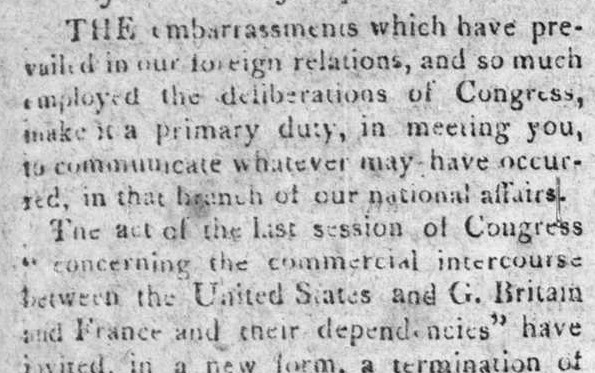 THE embarrassments which have pre-
vailed in our foreign relations, and so much
employed the deliberations of Congress,
make it a primary duty, in meeting you,
to communicate whatever may have occur-
red, in that branch of our national affairs.
The act of the last session of Congress
" concerning the commercial intercourse
between the United States and G. Britain
and France and their dependencies" have
invited, in a new form, a termination of